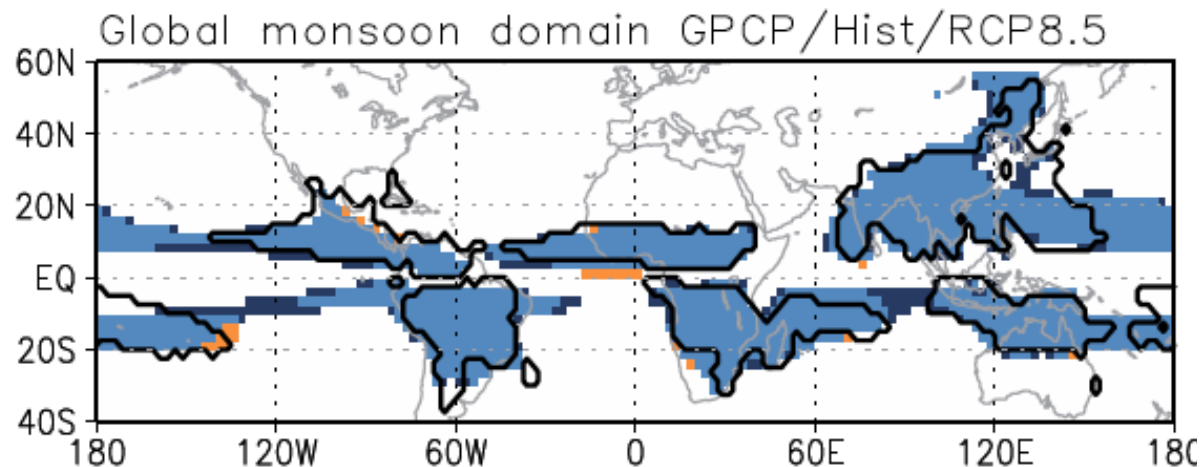 Global monsoon domain GPCP/Hist/RCP8.5
60N
40N
20N
EQ
20S
40S
180 120W 60W 0 60E 120E 180